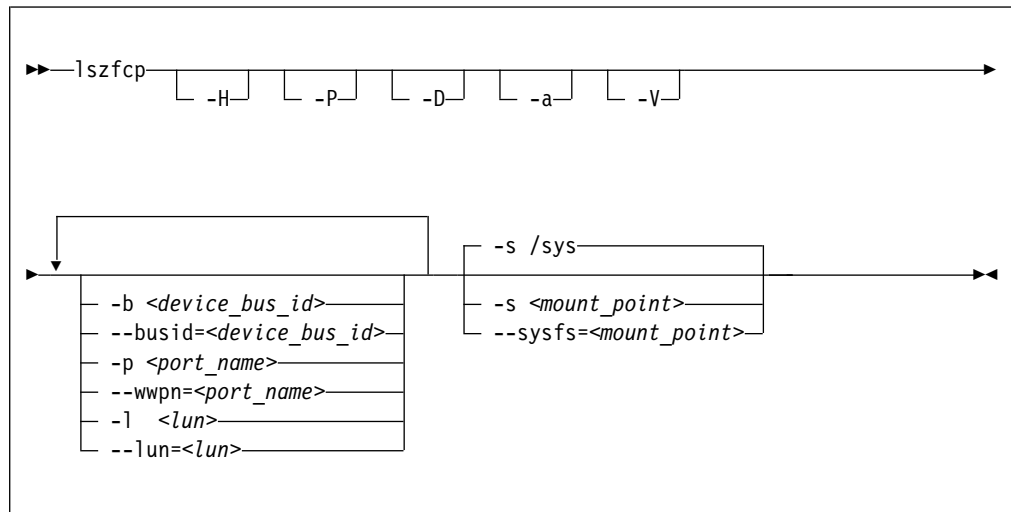 lszfcp
-H -P -D -a -V
-s /sys
-b <device_bus_id> -s <mount_point>
--busid=<device_bus_id> --sysfs=<mount_point>
-p <port_name>
--wwpn=<port_name>
-l <lun>
--lun=<lun>